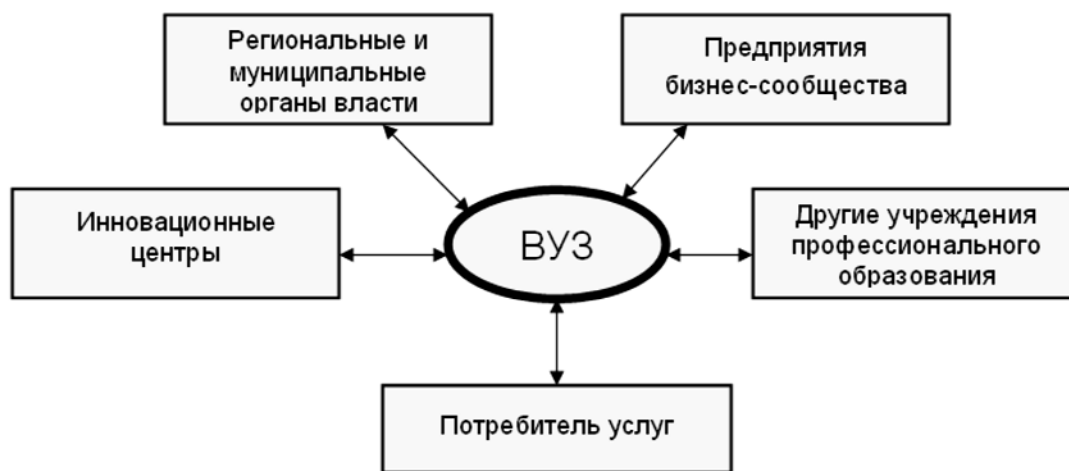 Региональные и
муниципальные
органы власти
Предприятия
бизнес-сообщества
Инновационные
центры
ВУЗ
Другие учреждения
профессионального
образования
Потребитель услуг